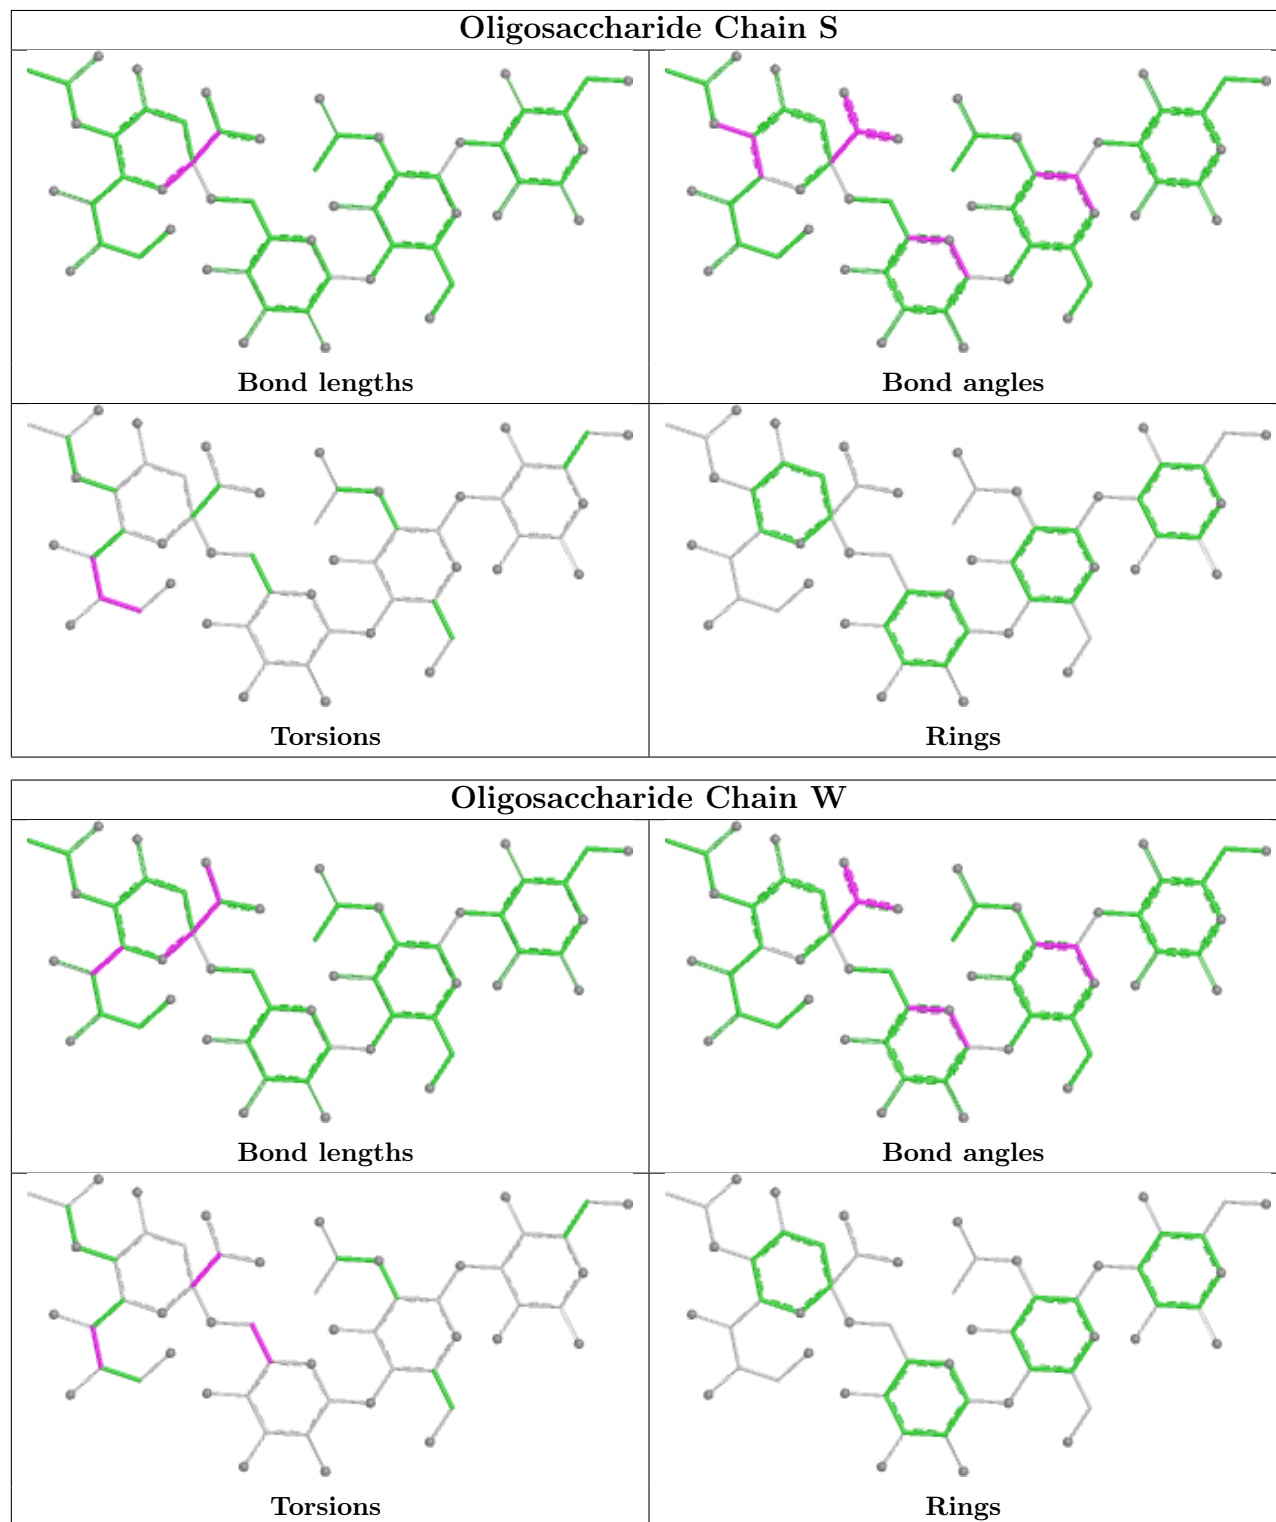 Oligosaccharide Chain S
Bond lengths
Bond angles
Torsions
Rings
Oligosaccharide Chain W
Bond lengths
Bond angles
Torsions
Rings